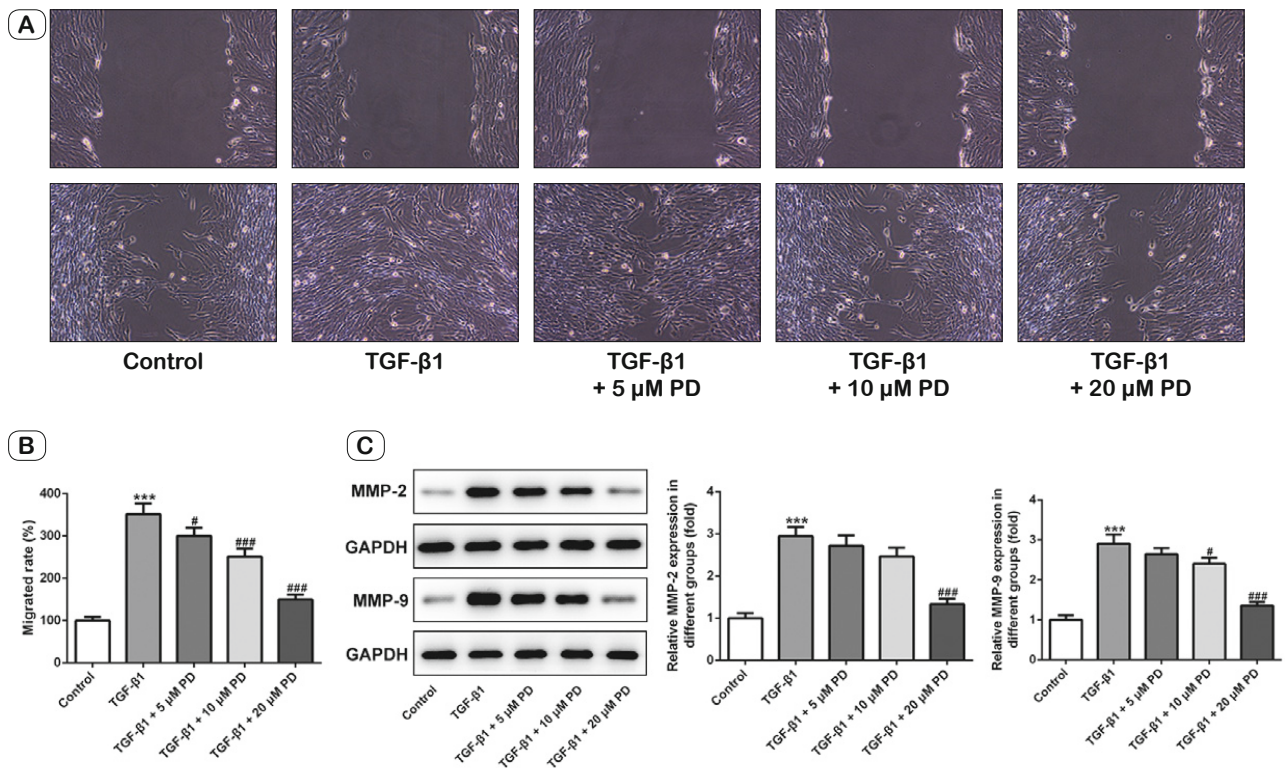 A
Control
TGF-β1
TGF-β1
+ 5 µM PD
TGF-β1
+ 10 µM PD
TGF-β1
+ 20 µM PD
B
Migrated rate (%)
400
300
200
100
0
***
#
###
###
Control
TGF-β1
TGF-β1 + 5 µM PD
TGF-β1 + 10 µM PD
TGF-β1 + 20 µM PD
C
MMP-2
GAPDH
MMP-9
GAPDH
Control
TGF-β1
TGF-β1 + 5 µM PD
TGF-β1 + 10 µM PD
TGF-β1 + 20 µM PD
Relative MMP-2 expression in
different groups (fold)
4
3
2
1
0
***
###
Control
TGF-β1
TGF-β1 + 5 µM PD
TGF-β1 + 10 µM PD
TGF-β1 + 20 µM PD
Relative MMP-9 expression in
different groups (fold)
4
3
2
1
0
***
#
###
Control
TGF-β1
TGF-β1 + 5 µM PD
TGF-β1 + 10 µM PD
TGF-β1 + 20 µM PD